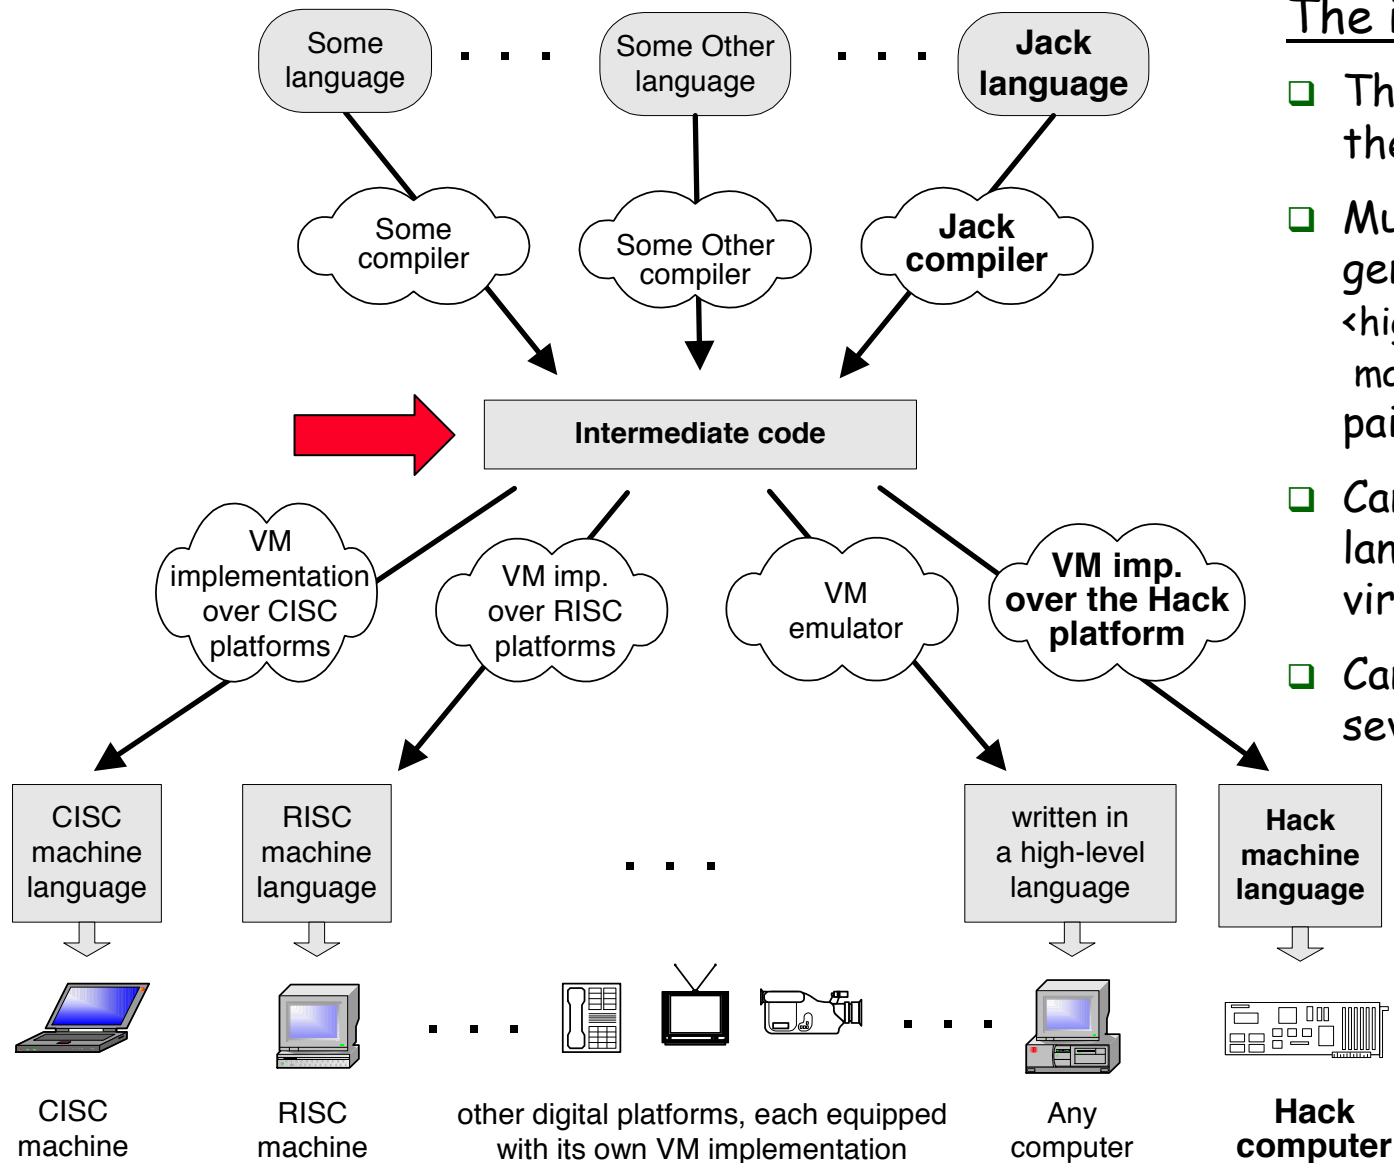 Some
language
. . .
Some Other
language
. . .
Jack
language
Some
compiler
Some Other
compiler
Jack
compiler
Intermediate code
VM
implementation
over CISC
platforms
VM imp.
over RISC
platforms
VM
emulator
VM imp.
over the Hack
platform
CISC
machine
language
RISC
machine
language
. . .
written in
a high-level
language
Hack
machine
language
. . .
. . .
CISC
machine
RISC
machine
other digital platforms, each equipped
with its own VM implementation
Any
computer
Hack
computer
The
<hig